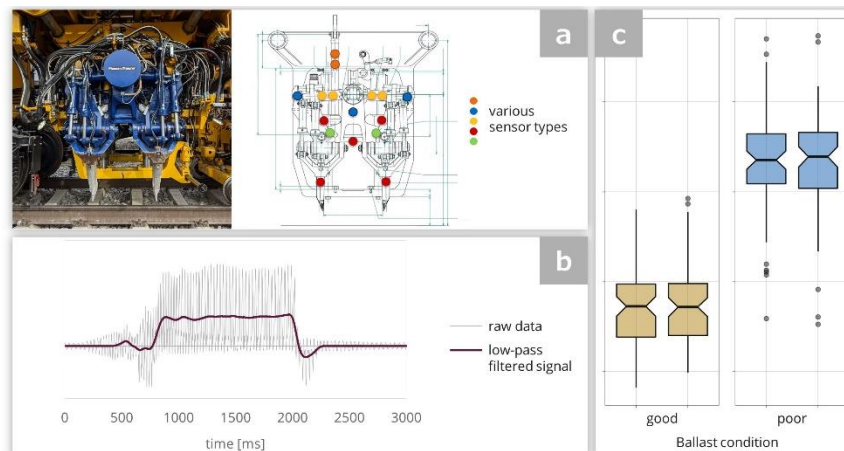 a
various
sensor types
b
raw data
low-pass
filtered signal
0 500 1000 1500 2000 2500 3000
time [ms]
c
good poor
Ballast condition